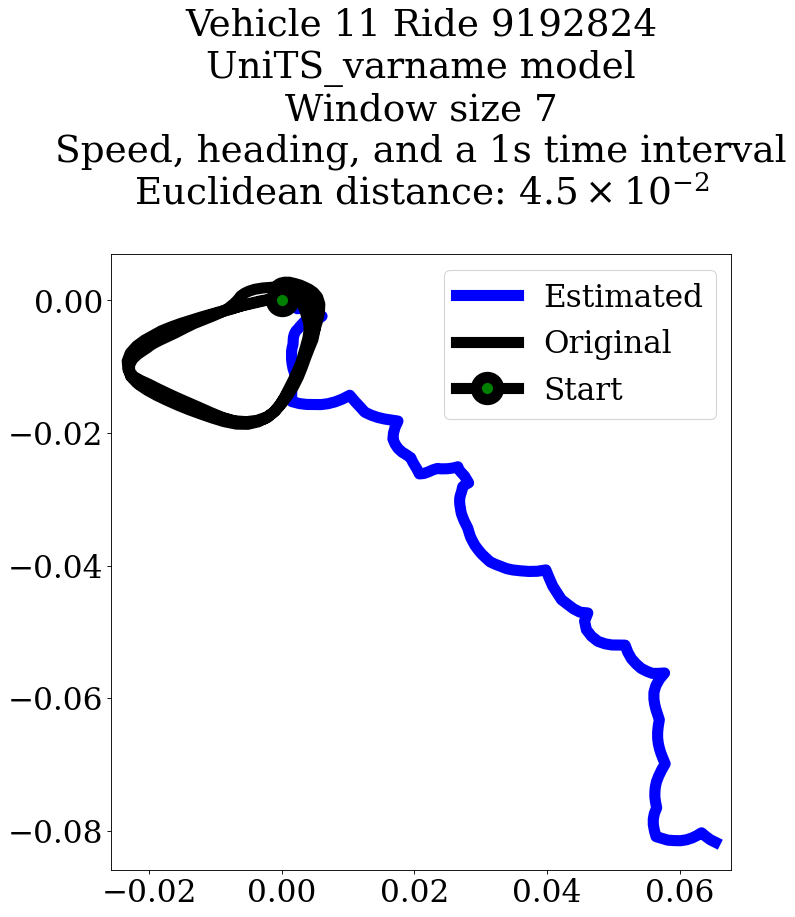 Vehicle 11 Ride 9192824
UniTS_varname model
Window size 7
Speed, heading, and a 1s time interval
Euclidean distance: 4.5 × 10⁻²
Estimated
Original
Start
0.00
−0.02
−0.04
−0.06
−0.08
−0.02 0.00 0.02 0.04 0.06